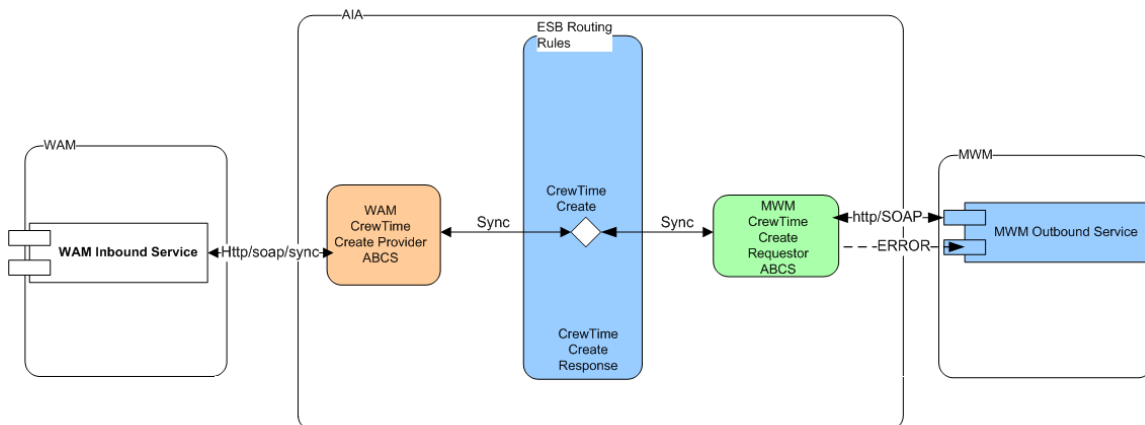 AIA
ESB Routing
Rules
WAM
MWM
WAM Inbound Service
Http/soap/sync
WAM
CrewTime
Create Provider
ABCS
Sync
CrewTime
Create
Sync
MWM
CrewTime
Create
Requestor
ABCS
http/SOAP
ERROR
MWM Outbound Service
CrewTime
Create
Response